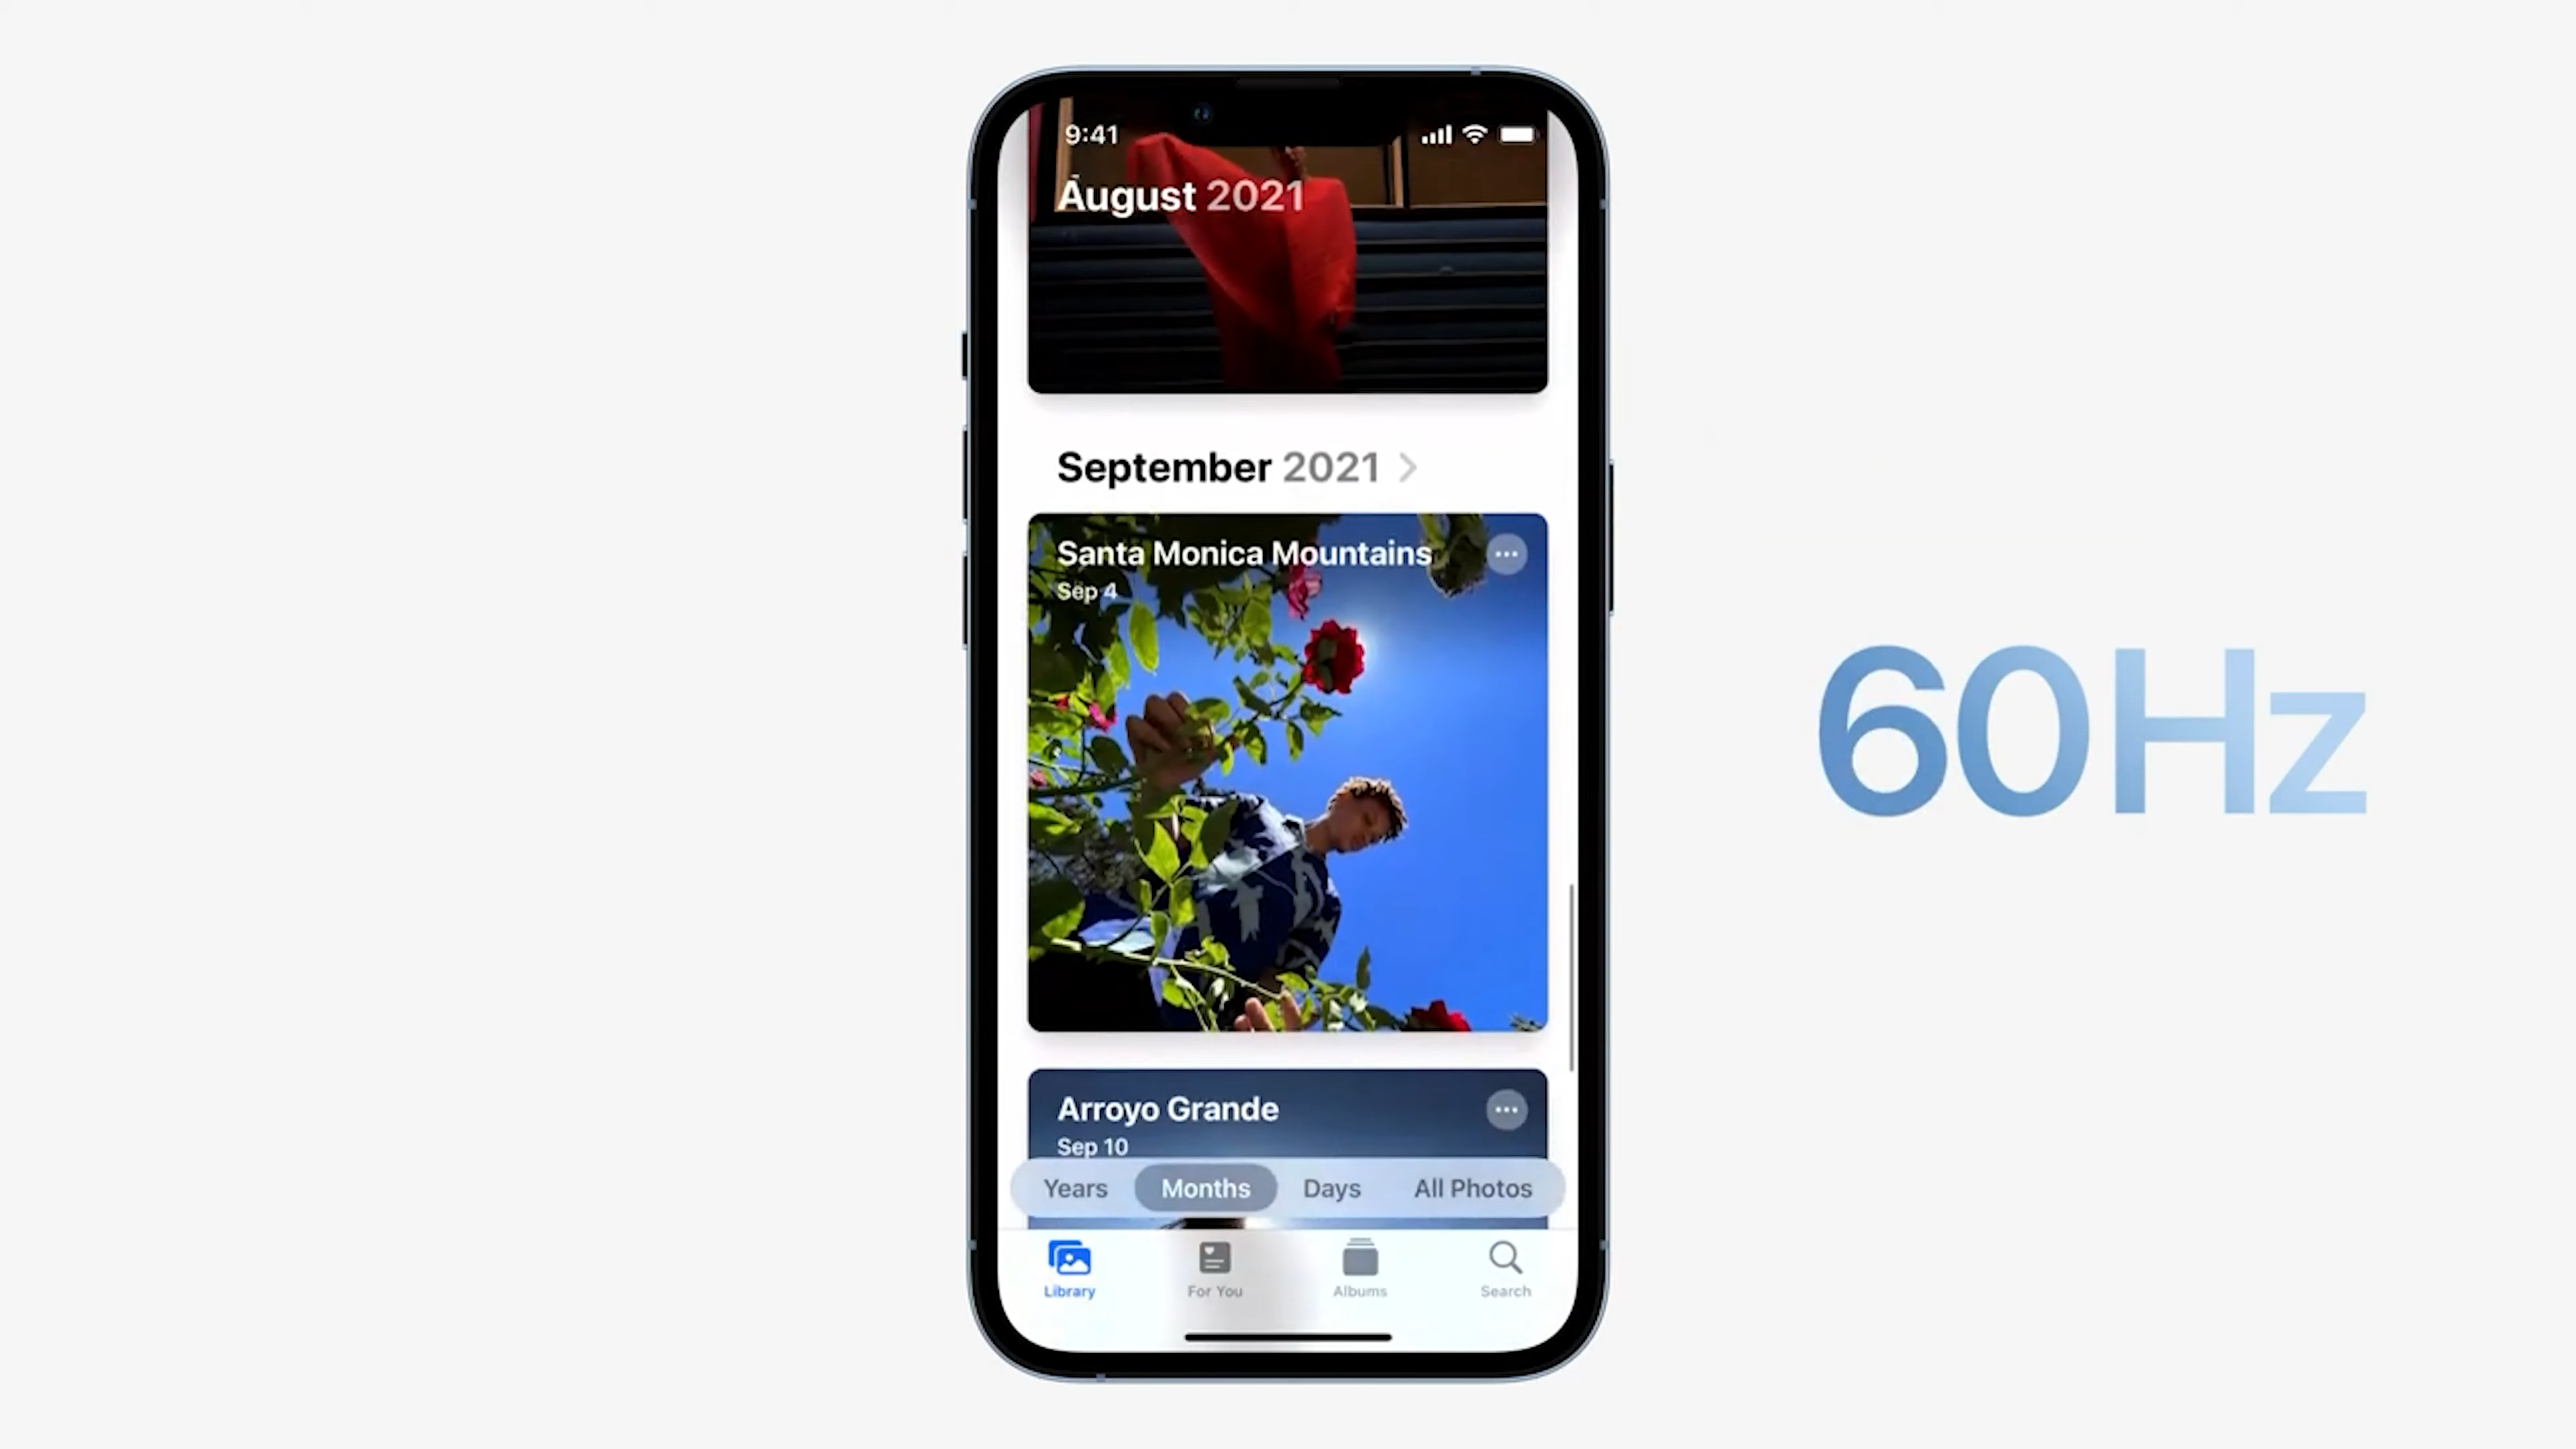 9:41
August 2021
September 2021
Santa Monica Mountains
Sep 4
60Hz
Arroyo Grande
Sep 10
Years Months Days All Photos
Library For You Albums Search